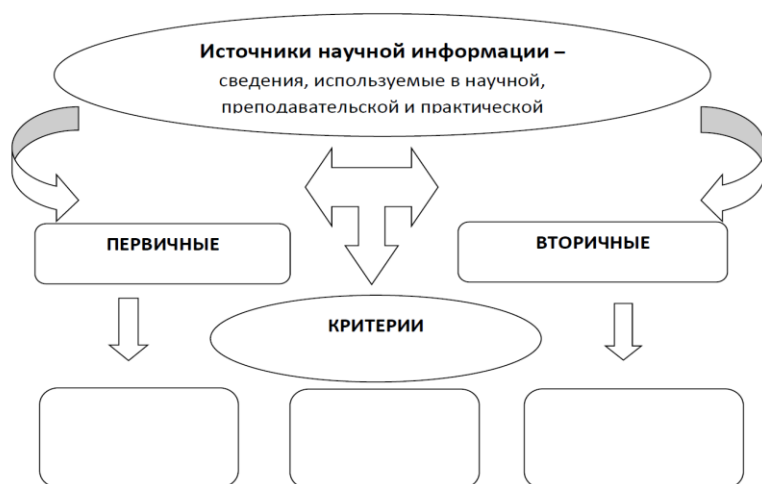 Источники научной информации –
сведения, используемые в научной,
преподавательской и практической
ПЕРВИЧНЫЕ
ВТОРИЧНЫЕ
КРИТЕРИИ